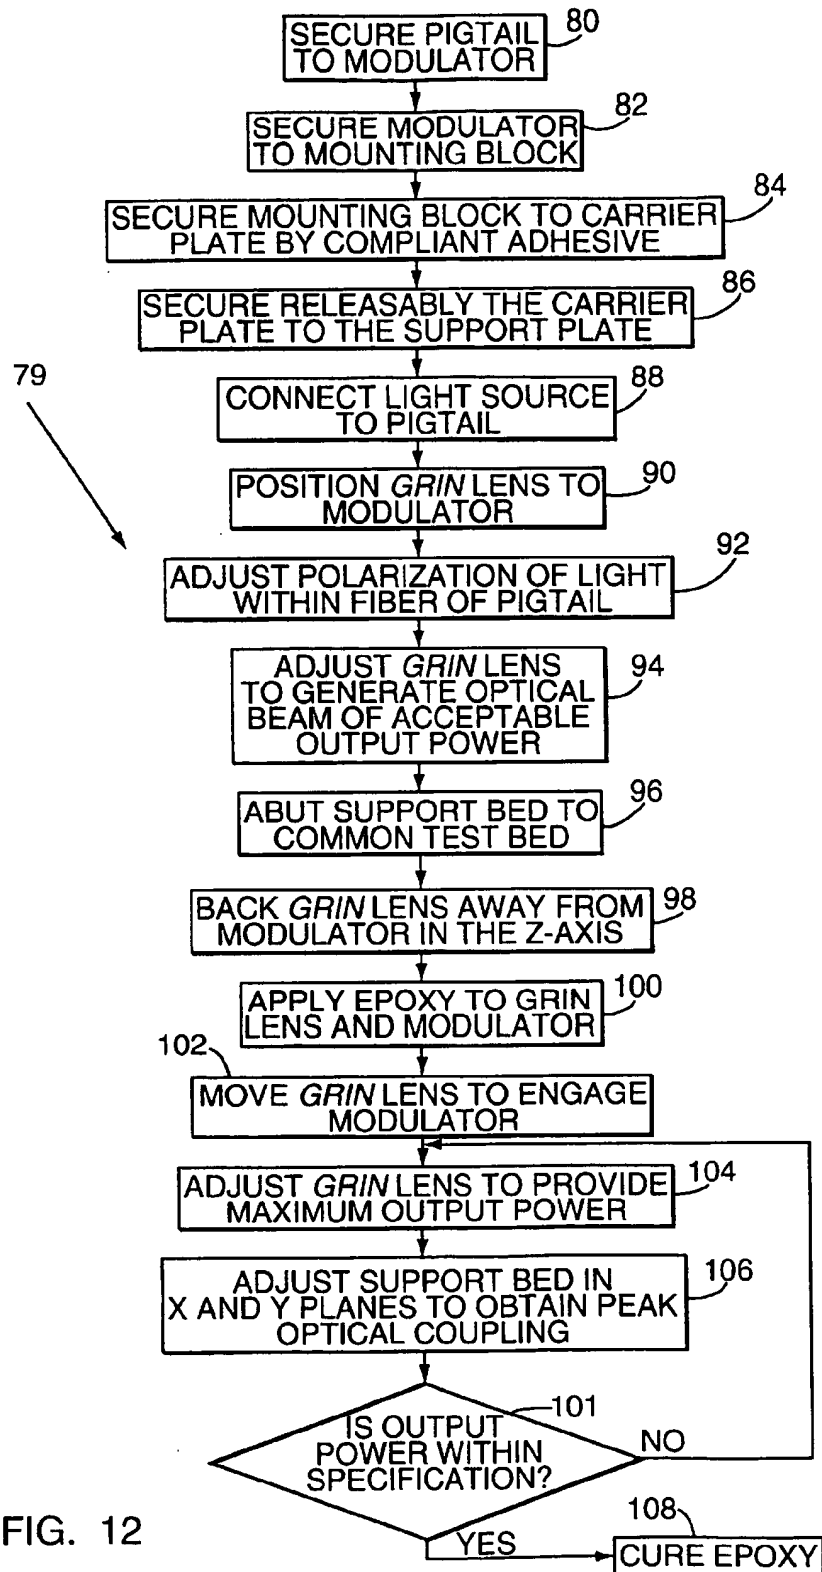 80
SECURE PIGTAIL
TO MODULATOR
82
SECURE MODULATOR
TO MOUNTING BLOCK
84
SECURE MOUNTING BLOCK TO CARRIER
PLATE BY COMPLIANT ADHESIVE
86
SECURE RELEASABLY THE CARRIER
PLATE TO THE SUPPORT PLATE
79
88
CONNECT LIGHT SOURCE
TO PIGTAIL
90
POSITION GRIN LENS TO
MODULATOR
92
ADJUST POLARIZATION OF LIGHT
WITHIN FIBER OF PIGTAIL
94
ADJUST GRIN LENS
TO GENERATE OPTICAL
BEAM OF ACCEPTABLE
OUTPUT POWER
96
ABUT SUPPORT BED TO
COMMON TEST BED
98
BACK GRIN LENS AWAY FROM
MODULATOR IN THE Z-AXIS
100
APPLY EPOXY TO GRIN
LENS AND MODULATOR
102
MOVE GRIN LENS TO ENGAGE
MODULATOR
104
ADJUST GRIN LENS TO PROVIDE
MAXIMUM OUTPUT POWER
106
ADJUST SUPPORT BED IN
X AND Y PLANES TO OBTAIN PEAK
OPTICAL COUPLING
101
IS OUTPUT
POWER WITHIN
SPECIFICATION?
NO
YES
108
CURE EPOXY
FIG. 12